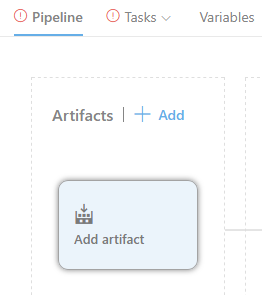 Pipeline Tasks Variables
Artifacts | + Add
Add artifact